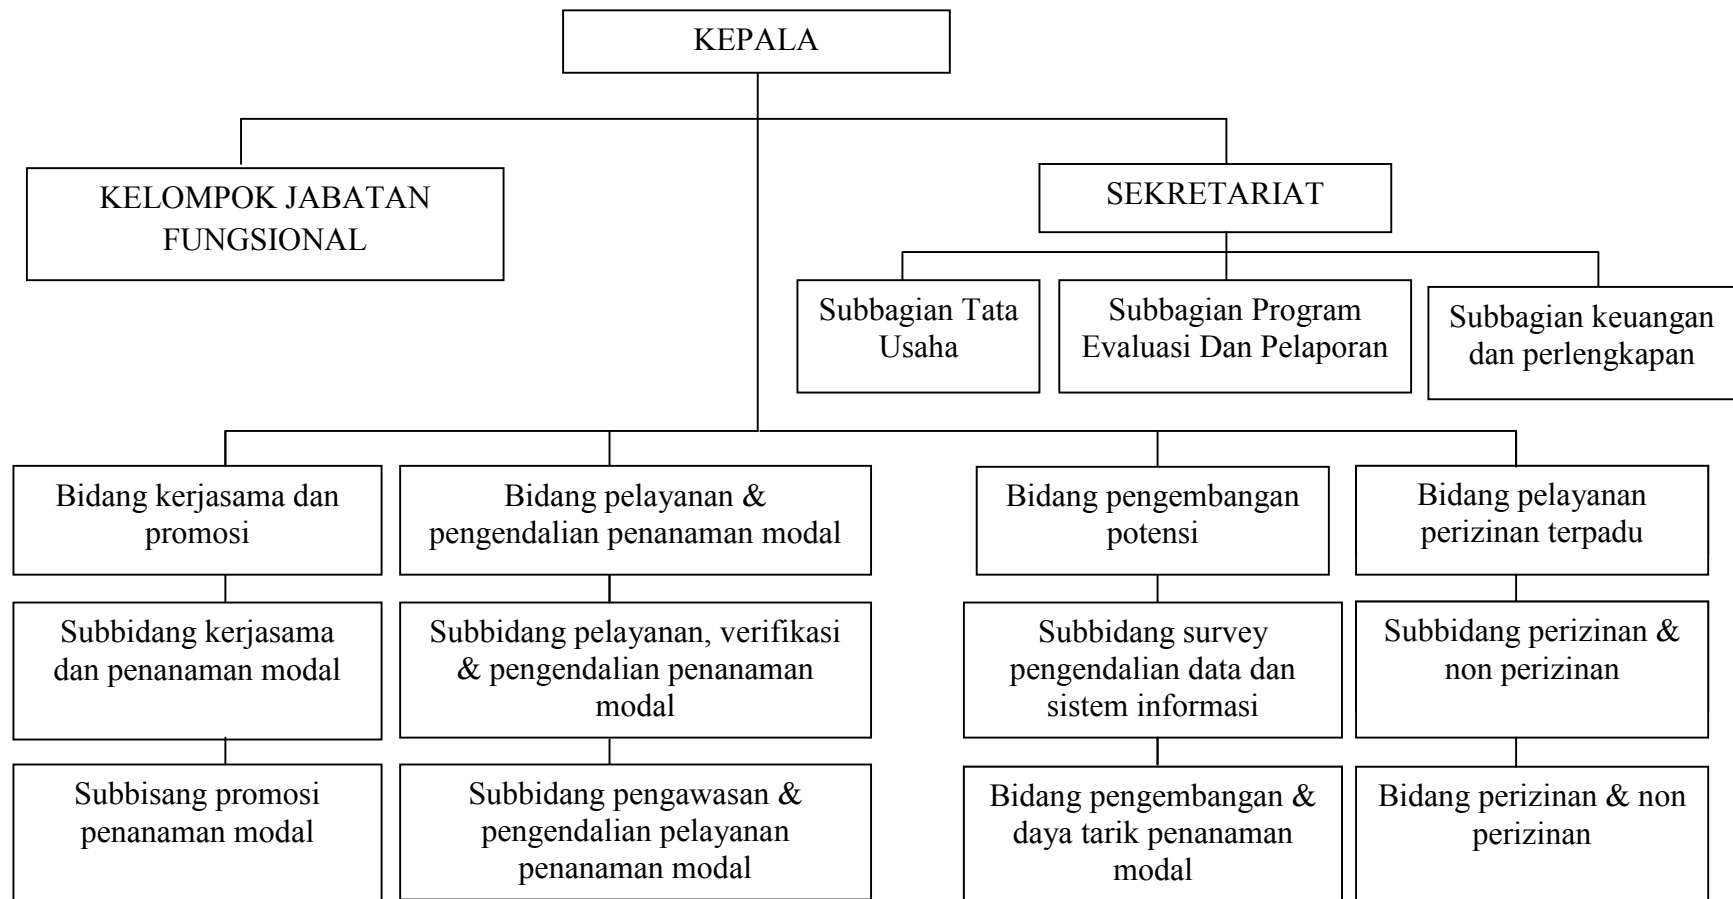 KEPALA
KELOMPOK JABATAN
FUNGSIONAL
SEKRETARIAT
Subbagian Tata
Usaha
Subbagian Program
Evaluasi Dan Pelaporan
Subbagian keuangan
dan perlengkapan
Bidang kerjasama dan
promosi
Bidang pelayanan &
pengendalian penanaman modal
Bidang pengembangan
potensi
Bidang pelayanan
perizinan terpadu
Subbidang kerjasama
dan penanaman modal
Subbidang pelayanan, verifikasi
& pengendalian penanaman
modal
Subbidang survey
pengendalian data dan
sistem informasi
Subbidang perizinan &
non perizinan
Subbisang promosi
penanaman modal
Subbidang pengawasan &
pengendalian pelayanan
penanaman modal
Bidang pengembangan &
daya tarik penanaman
modal
Bidang perizinan & non
perizinan